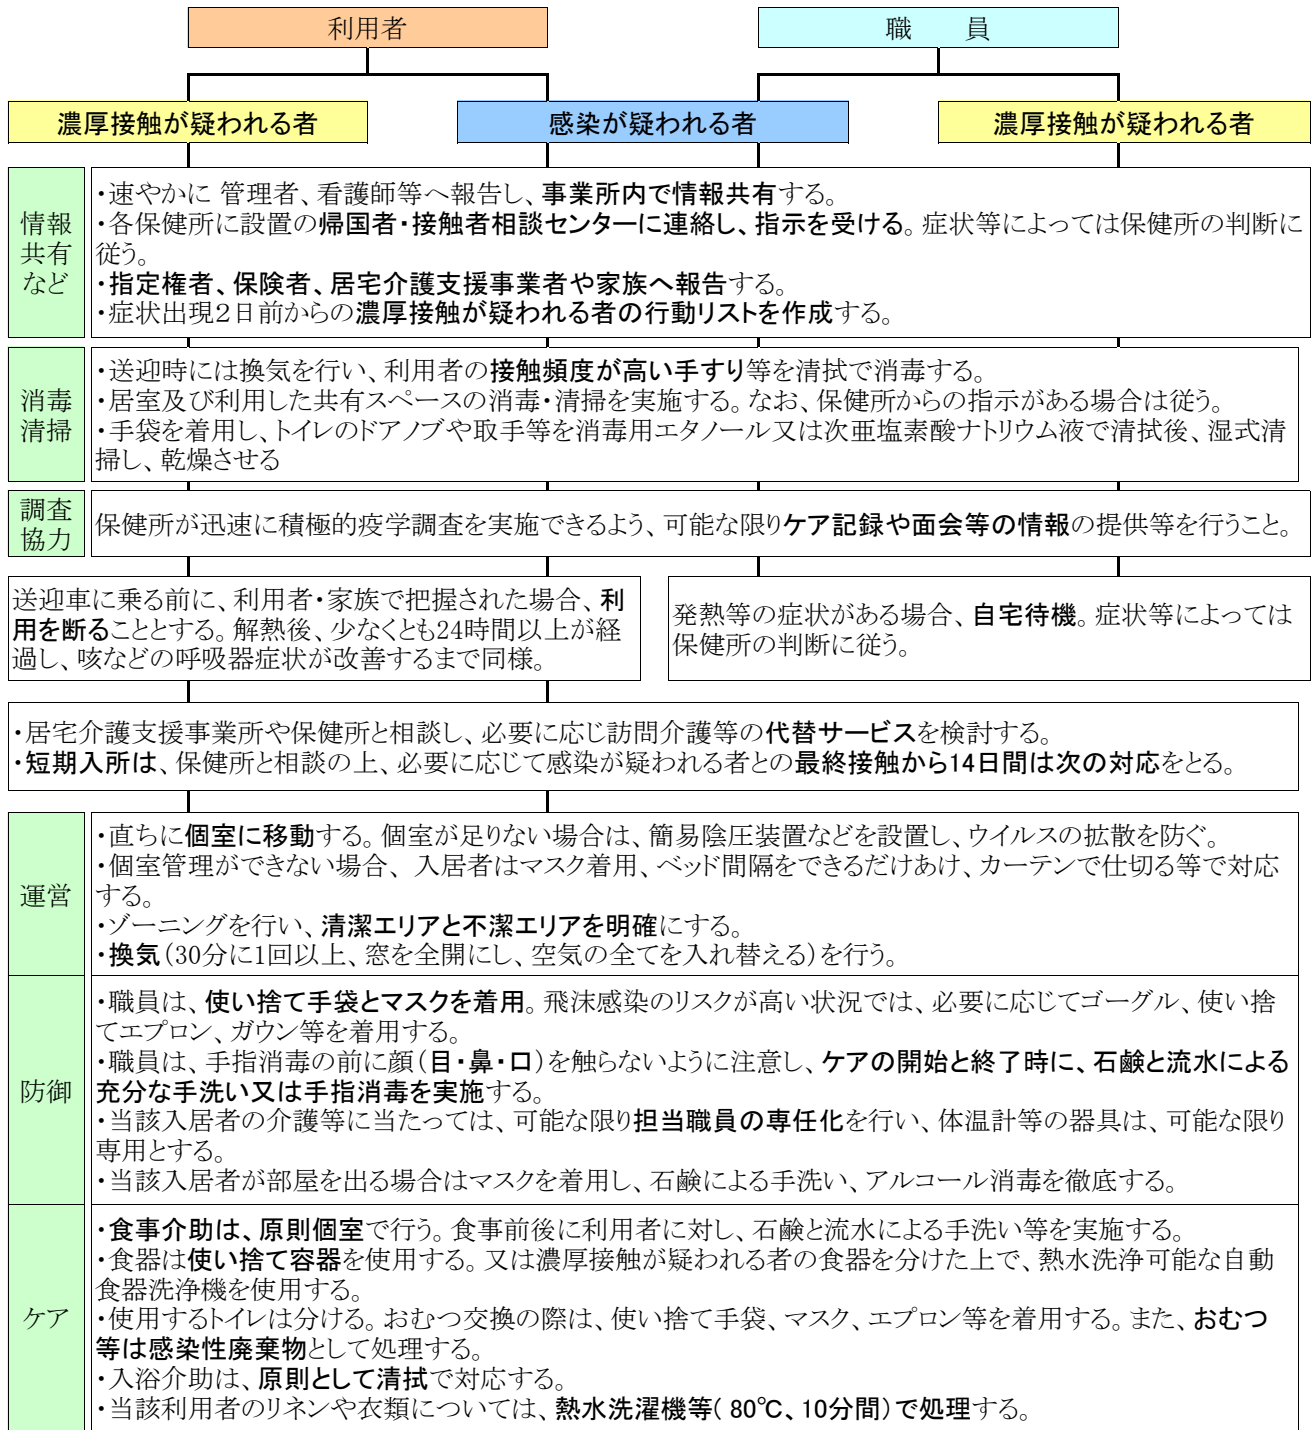 利用者
職　　員
濃厚接触が疑われる者
感染が疑われる者
濃厚接触が疑われる者
情報
共有
など
・速やかに 管理者、看護師等へ報告し、事業所内で情報共有する。
・各保健所に設置の帰国者・接触者相談センターに連絡し、指示を受ける。症状等によっては保健所の判断に
従う。
・指定権者、保険者、居宅介護支援事業者や家族へ報告する。
・症状出現２日前からの濃厚接触が疑われる者の行動リストを作成する。
消毒
清掃
・送迎時には換気を行い、利用者の接触頻度が高い手すり等を清拭で消毒する。
・居室及び利用した共有スペースの消毒・清掃を実施する。なお、保健所からの指示がある場合は従う。
・手袋を着用し、トイレのドアノブや取手等を消毒用エタノール又は次亜塩素酸ナトリウム液で清拭後、湿式清
掃し、乾燥させる
調査
協力
保健所が迅速に積極的疫学調査を実施できるよう、可能な限りケア記録や面会等の情報の提供等を行うこと。
送迎車に乗る前に、利用者・家族で把握された場合、利
用を断ることとする。解熱後、少なくとも24時間以上が経
過し、咳などの呼吸器症状が改善するまで同様。
発熱等の症状がある場合、自宅待機。症状等によっては
保健所の判断に従う。
・居宅介護支援事業所や保健所と相談し、必要に応じ訪問介護等の代替サービスを検討する。
・短期入所は、保健所と相談の上、必要に応じて感染が疑われる者との最終接触から14日間は次の対応をとる。
運営
・直ちに個室に移動する。個室が足りない場合は、簡易陰圧装置などを設置し、ウイルスの拡散を防ぐ。
・個室管理ができない場合、 入居者はマスク着用、ベッド間隔をできるだけあけ、カーテンで仕切る等で対応
する。
・ゾーニングを行い、清潔エリアと不潔エリアを明確にする。
・換気（30分に1回以上、窓を全開にし、空気の全てを入れ替える）を行う。
防御
・職員は、使い捨て手袋とマスクを着用。飛沫感染のリスクが高い状況では、必要に応じてゴーグル、使い捨
てエプロン、ガウン等を着用する。
・職員は、手指消毒の前に顔（目・鼻・口）を触らないように注意し、ケアの開始と終了時に、石鹸と流水による
充分な手洗い又は手指消毒を実施する。
・当該入居者の介護等に当たっては、可能な限り担当職員の専任化を行い、体温計等の器具は、可能な限り
専用とする。
・当該入居者が部屋を出る場合はマスクを着用し、石鹸による手洗い、アルコール消毒を徹底する。
ケア
・食事介助は、原則個室で行う。食事前後に利用者に対し、石鹸と流水による手洗い等を実施する。
・食器は使い捨て容器を使用する。又は濃厚接触が疑われる者の食器を分けた上で、熱水洗浄可能な自動
食器洗浄機を使用する。
・使用するトイレは分ける。おむつ交換の際は、使い捨て手袋、マスク、エプロン等を着用する。また、おむつ
等は感染性廃棄物として処理する。
・入浴介助は、原則として清拭で対応する。
・当該利用者のリネンや衣類については、熱水洗濯機等（ 80℃、10分間）で処理する。